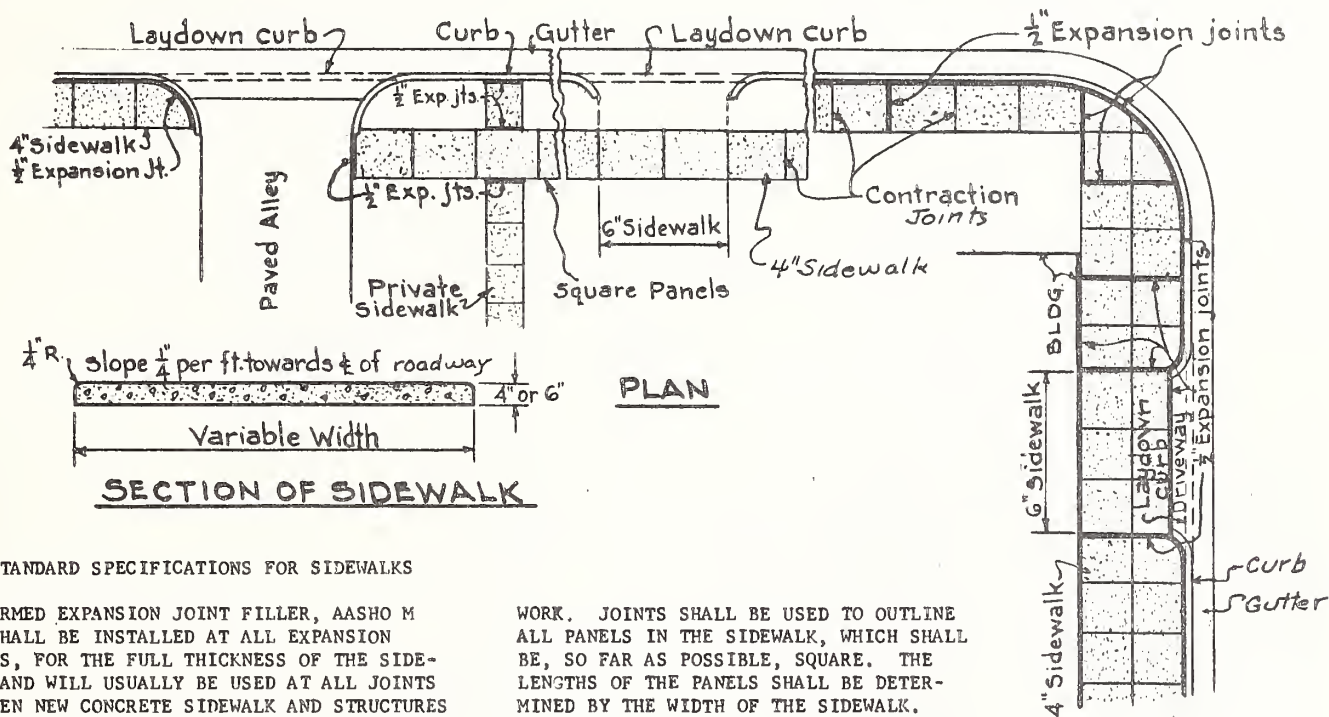 Laydown curb
Curb
Gutter
Laydown curb
1/2" Expansion joints
1/2" Exp. jts.
4" Sidewalk
1/2" Expansion Jt.
1/2" Exp. jts.
Paved Alley
Private
Sidewalk
Square Panels
6" Sidewalk
4" Sidewalk
Contraction
Joints
BLDG.
1/2" Expansion joints
6" Sidewalk
Laydown
curb
Driveway
4" Sidewalk
Curb
Gutter
1/4" R.
Slope 1/4" per ft. towards ℄ of roadway
4" or 6"
Variable Width
PLAN
SECTION OF SIDEWALK
TANDARD SPECIFICATIONS FOR SIDEWALKS
RMED EXPANSION JOINT FILLER, AASHO M
HALL BE INSTALLED AT ALL EXPANSION
S, FOR THE FULL THICKNESS OF THE SIDE-
AND WILL USUALLY BE USED AT ALL JOINTS
EN NEW CONCRETE SIDEWALK AND STRUCTURES
WORK. JOINTS SHALL BE USED TO OUTLINE
ALL PANELS IN THE SIDEWALK, WHICH SHALL
BE, SO FAR AS POSSIBLE, SQUARE. THE
LENGTHS OF THE PANELS SHALL BE DETER-
MINED BY THE WIDTH OF THE SIDEWALK.